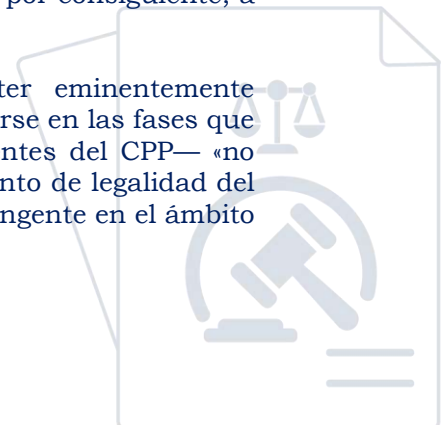 por consiguiente, a
ter eminentemente
rse en las fases que
ntes del CPP— «no
nto de legalidad del
ngente en el ámbito